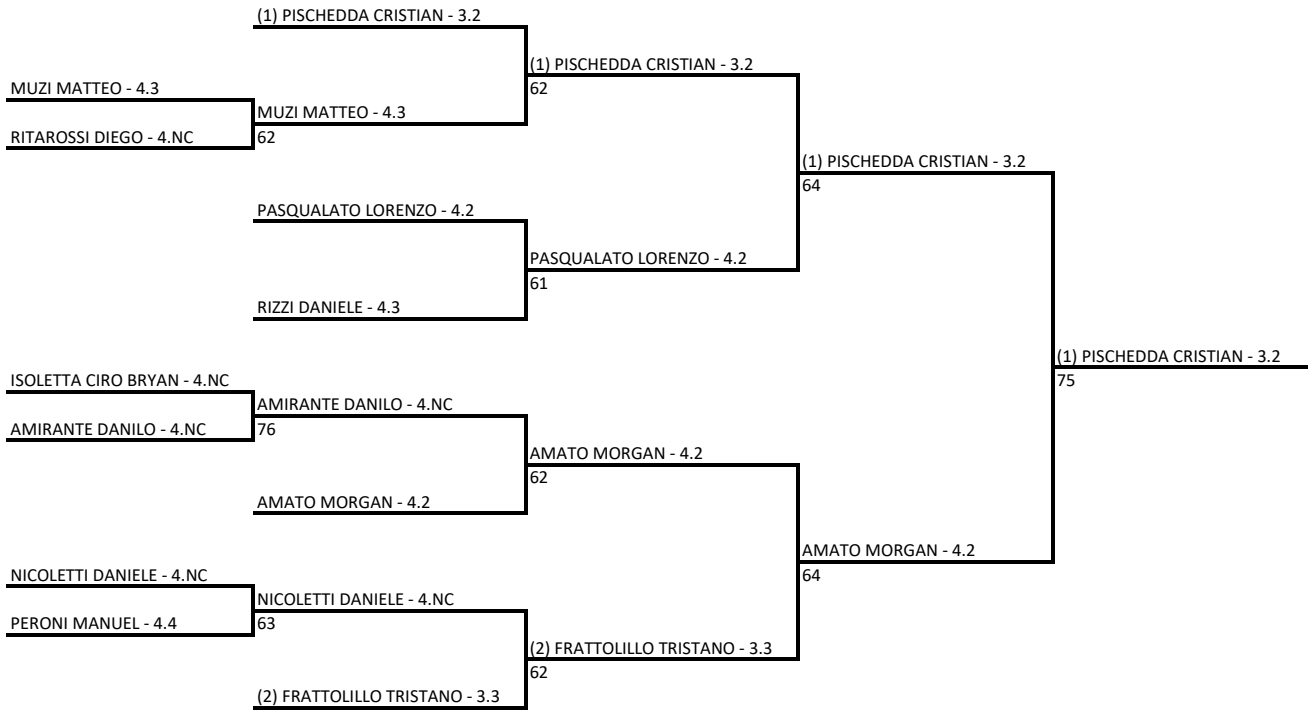 (1) PISCHEDDA CRISTIAN - 3.2
(1) PISCHEDDA CRISTIAN - 3.2
MUZI MATTEO - 4.3
62
MUZI MATTEO - 4.3
RITAROSSI DIEGO - 4.NC
62
(1) PISCHEDDA CRISTIAN - 3.2
64
PASQUALATO LORENZO - 4.2
PASQUALATO LORENZO - 4.2
61
RIZZI DANIELE - 4.3
(1) PISCHEDDA CRISTIAN - 3.2
75
ISOLETTA CIRO BRYAN - 4.NC
AMIRANTE DANILO - 4.NC
AMIRANTE DANILO - 4.NC
76
AMATO MORGAN - 4.2
62
AMATO MORGAN - 4.2
AMATO MORGAN - 4.2
64
NICOLETTI DANIELE - 4.NC
NICOLETTI DANIELE - 4.NC
PERONI MANUEL - 4.4
63
(2) FRATTOLILLO TRISTANO - 3.3
62
(2) FRATTOLILLO TRISTANO - 3.3